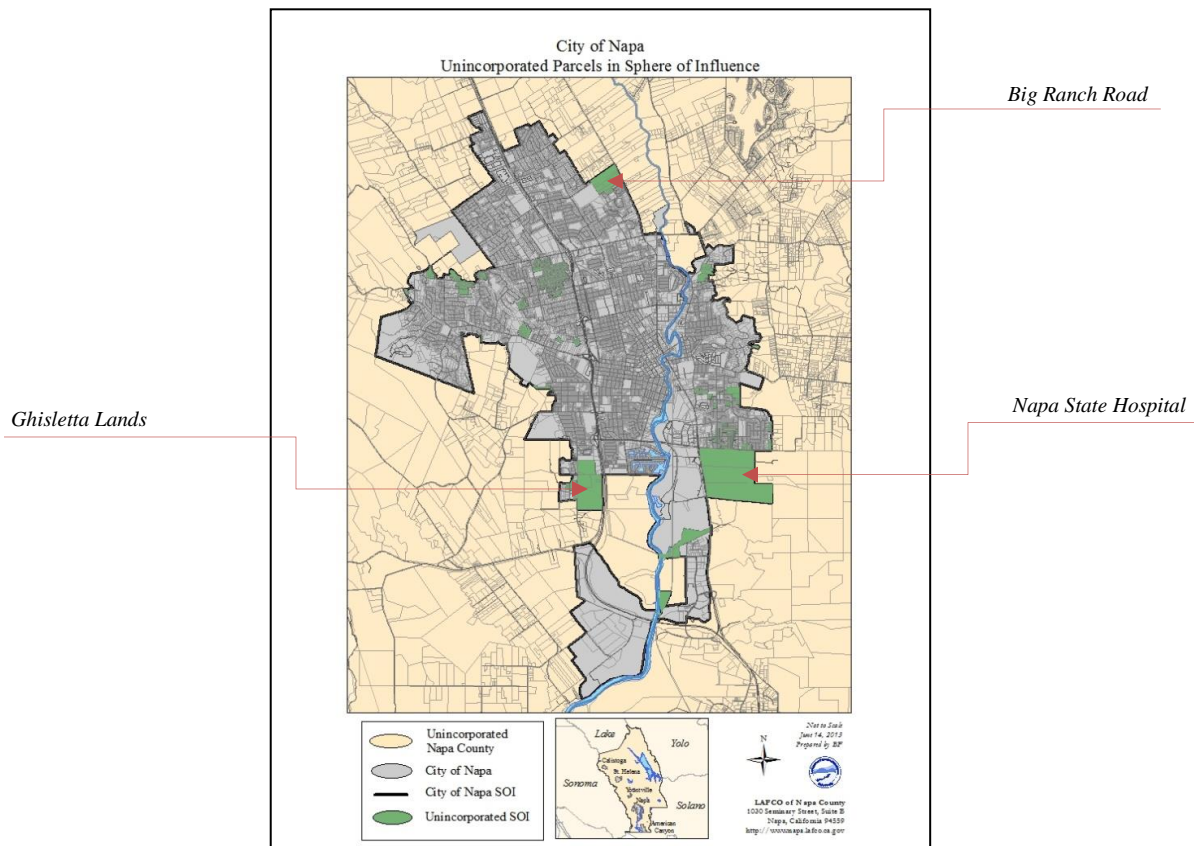 City of Napa
Unincorporated Parcels in Sphere of Influence
Big Ranch Road
Ghisletta Lands
Napa State Hospital
Unincorporated
Napa County
City of Napa
City of Napa SOI
Unincorporated SOI
Lake
Yolo
Calistoga
St. Helena
Sonoma
Yountville
Napa
Solano
American
Canyon
N
Not to Scale
June 14, 2013
Prepared by BF
LAFCO of Napa County
1030 Seminary Street, Suite B
Napa, California 94559
http://www.napa.lafco.ca.gov